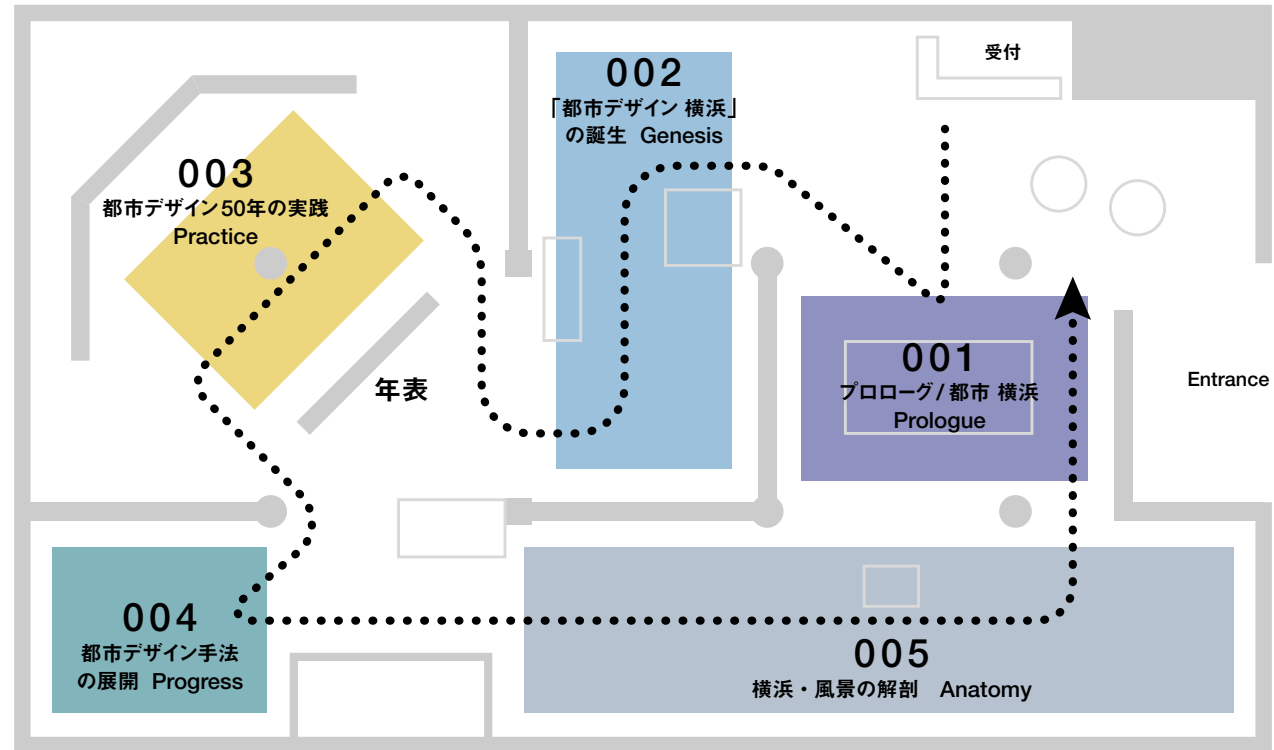 受付
002
「都市デザイン 横浜」
の誕生 Genesis
003
都市デザイン50年の実践
Practice
年表
001
プロローグ/都市 横浜
Prologue
Entrance
004
都市デザイン手法
の展開 Progress
005
横浜・風景の解剖 Anatomy